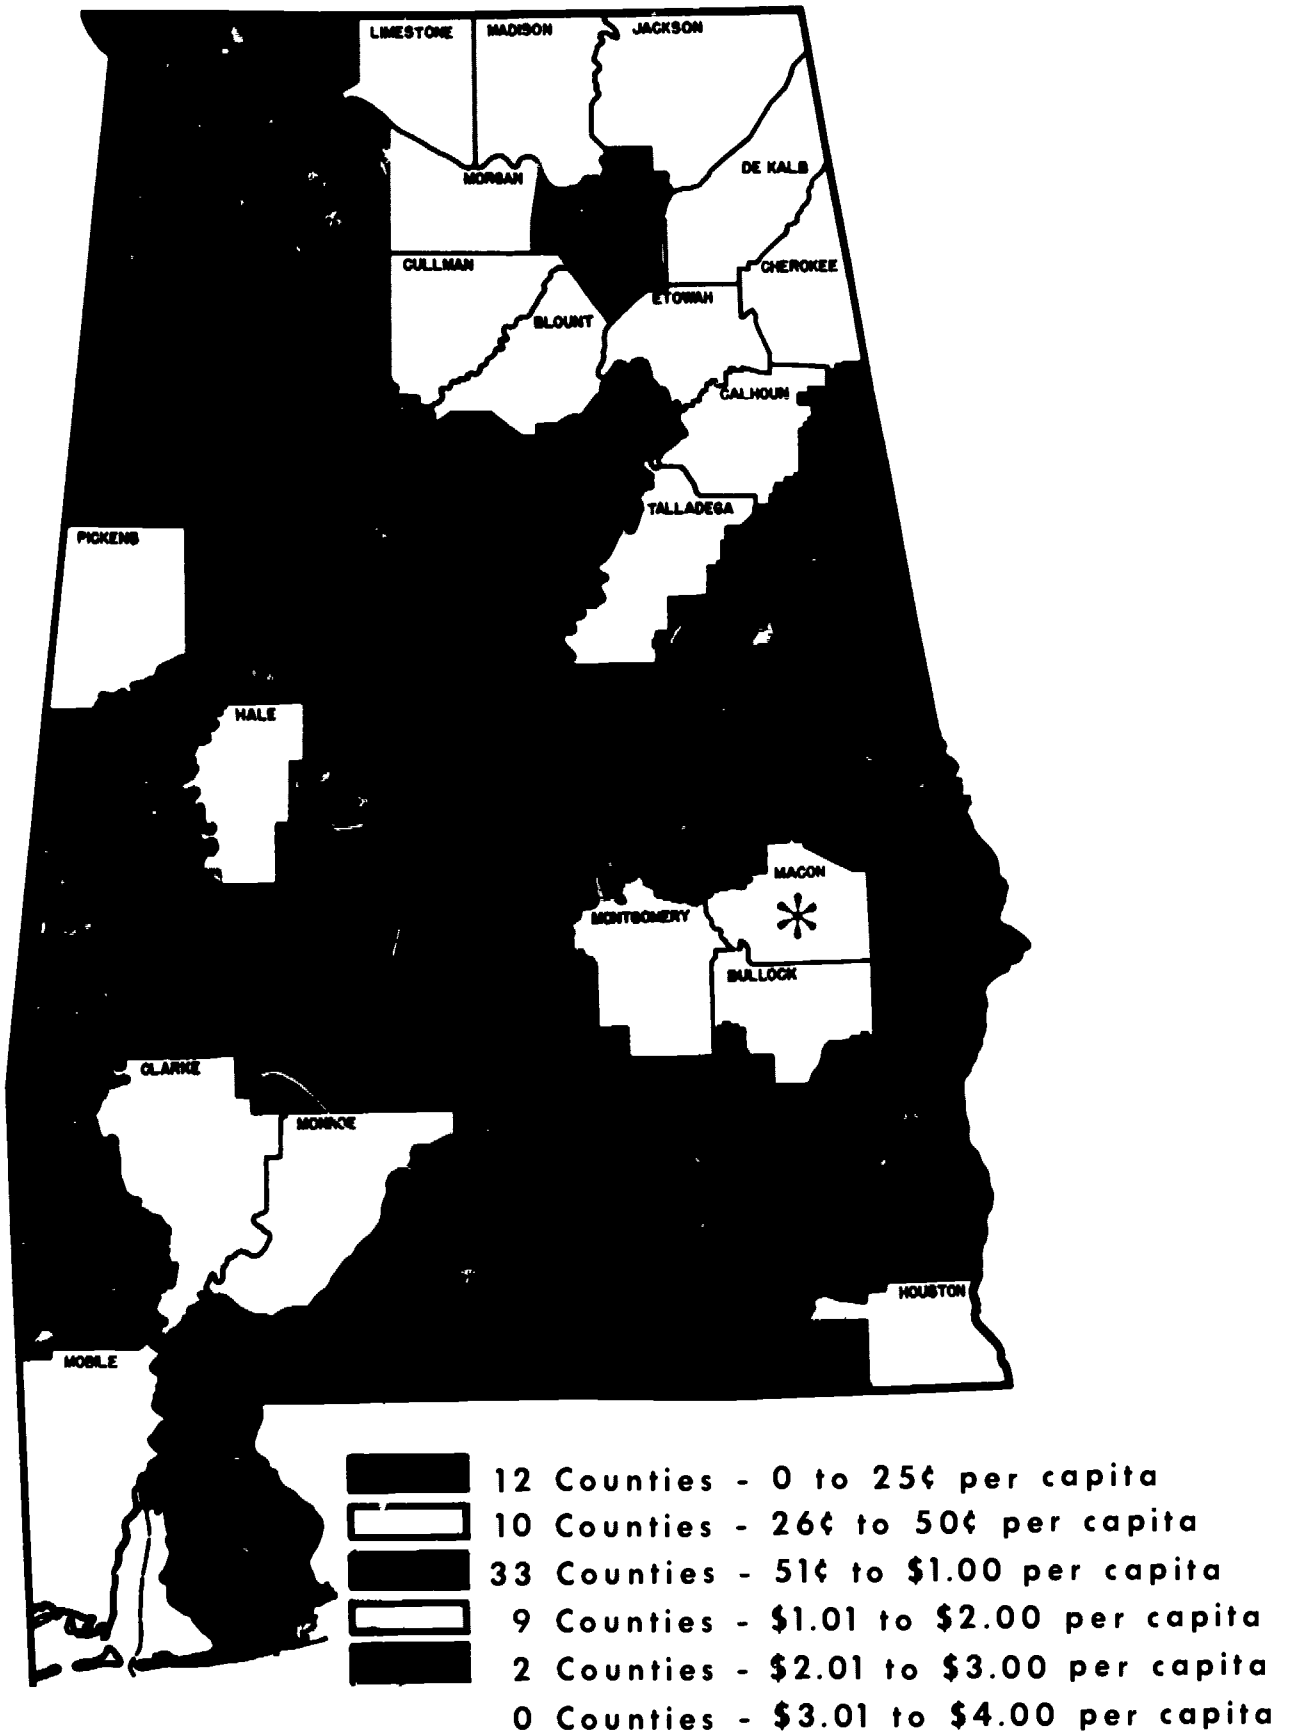 LIMESTONE
MADISON
JACKSON
MORGAN
DE KALB
CULLMAN
CHEROKEE
ETOWAH
BLOUNT
CALHOUN
TALLADEGA
PICKENS
HALE
MACON
MONTGOMERY
BULLOCK
CLARKE
MONROE
HOUSTON
MOBILE
12 Counties - 0 to 25¢ per capita
10 Counties - 26¢ to 50¢ per capita
33 Counties - 51¢ to $1.00 per capita
9 Counties - $1.01 to $2.00 per capita
2 Counties - $2.01 to $3.00 per capita
0 Counties - $3.01 to $4.00 per capita